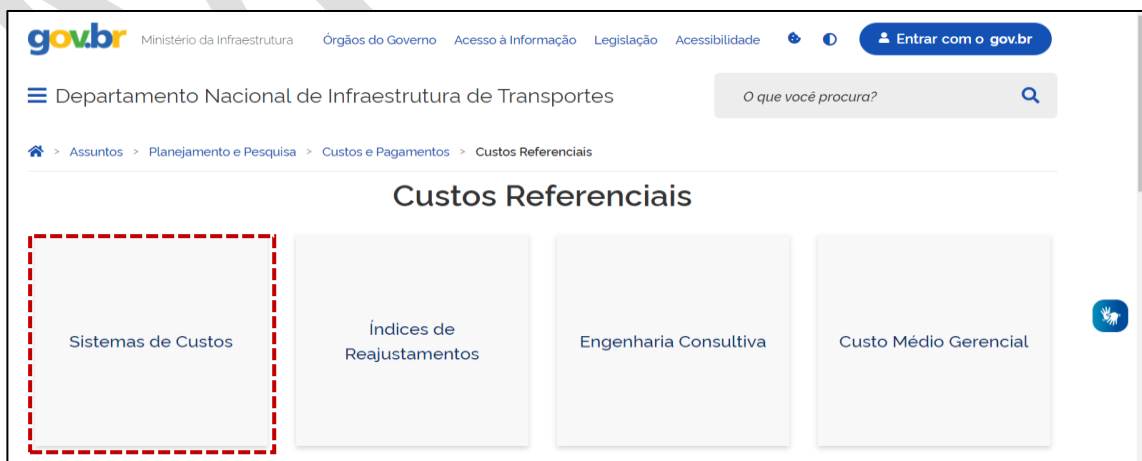 gov.br Ministério da Infraestrutura Órgãos do Governo Acesso à Informação Legislação Acessibilidade Entrar com o gov.br
Departamento Nacional de Infraestrutura de Transportes O que você procura?
> Assuntos > Planejamento e Pesquisa > Custos e Pagamentos > Custos Referenciais
Custos Referenciais
Sistemas de Custos
Índices de
Reajustamentos
Engenharia Consultiva
Custo Médio Gerencial